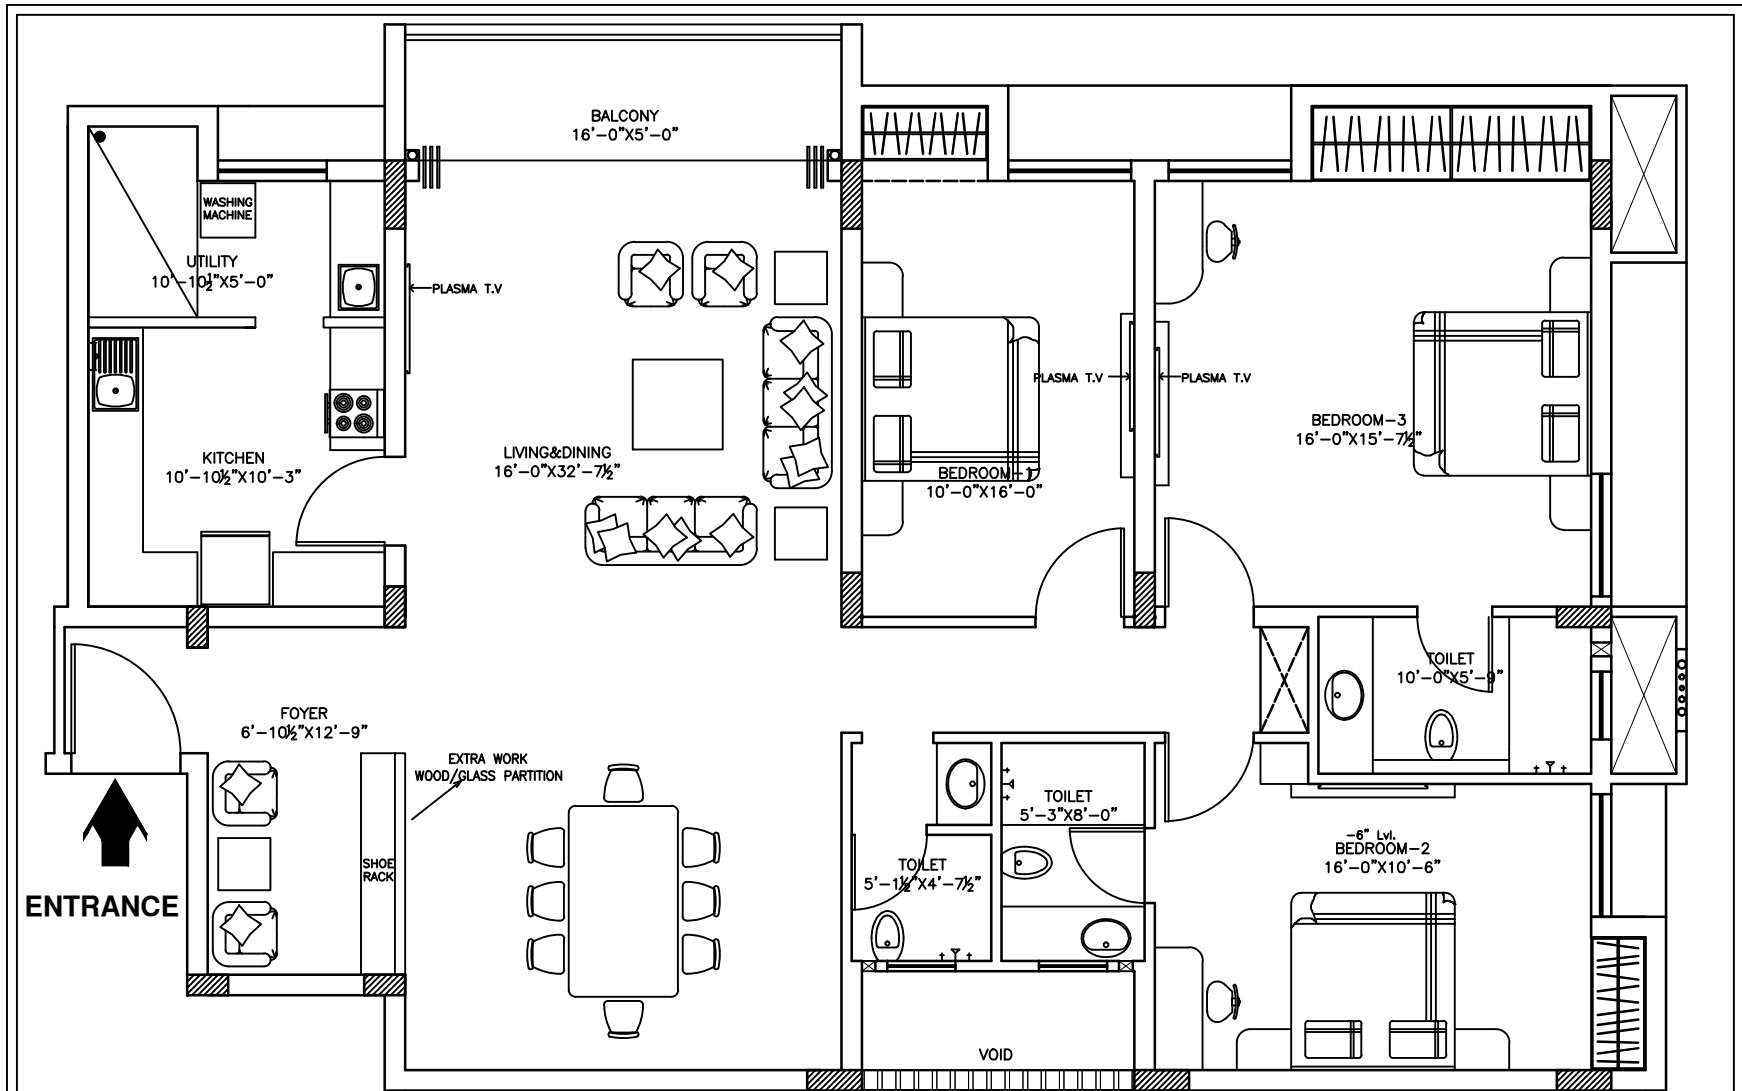 BALCONY
16'-0"X5'-0"
WASHING
MACHINE
UTILITY
10'-10½"X5'-0"
PLASMA T.V
KITCHEN
10'-10½"X10'-3"
LIVING&DINING
16'-0"X32'-7½"
PLASMA T.V
PLASMA T.V
BEDROOM-1
10'-0"X16'-0"
BEDROOM-3
16'-0"X15'-7½"
TOILET
10'-0"X5'-9"
FOYER
6'-10½"X12'-9"
EXTRA WORK
WOOD/GLASS PARTITION
SHOE
RACK
ENTRANCE
TOILET
5'-3"X8'-0"
TOILET
5'-1½"X4'-7½"
-6" Lvl.
BEDROOM-2
16'-0"X10'-6"
VOID